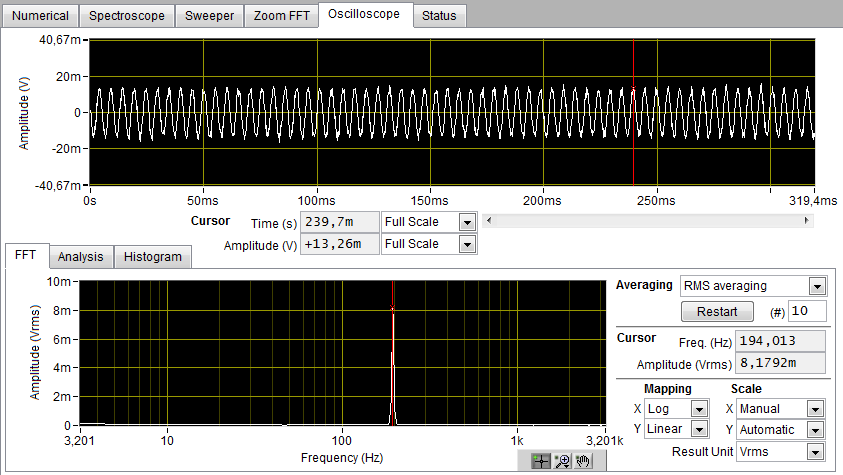 Numerical Spectroscope Sweeper Zoom FFT Oscilloscope Status
40,67m
20m
0
-20m
-40,67m
Amplitude (V)
0s 50ms 100ms 150ms 200ms 250ms 319,4ms
Cursor Time (s) 239,7m Full Scale
Amplitude (V) +13,26m Full Scale
FFT Analysis Histogram
10m
8m
6m
4m
2m
0
Amplitude (Vrms)
3,201 10 100 1k 3,201k
Frequency (Hz)
Averaging RMS averaging
Restart (#) 10
Cursor Freq. (Hz) 194,013
Amplitude (Vrms) 8,1792m
Mapping Scale
X Log X Manual
Y Linear Y Automatic
Result Unit Vrms